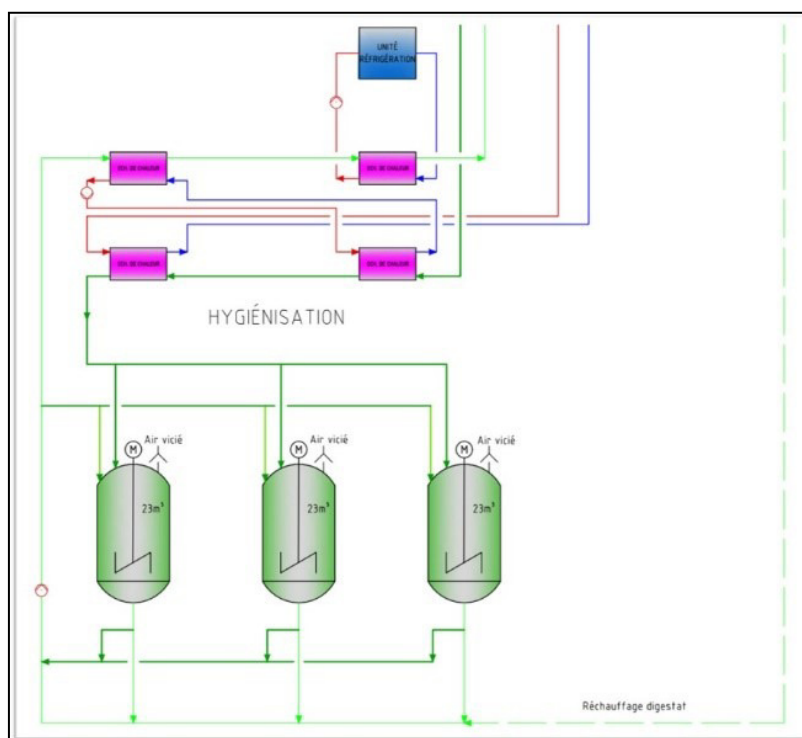 UNITÉ
RÉFRIGÉRATION
HYGIÉNISATION
M
Air vicié
M
Air vicié
M
Air vicié
23m³
23m³
23m³
Réchauffage digestat